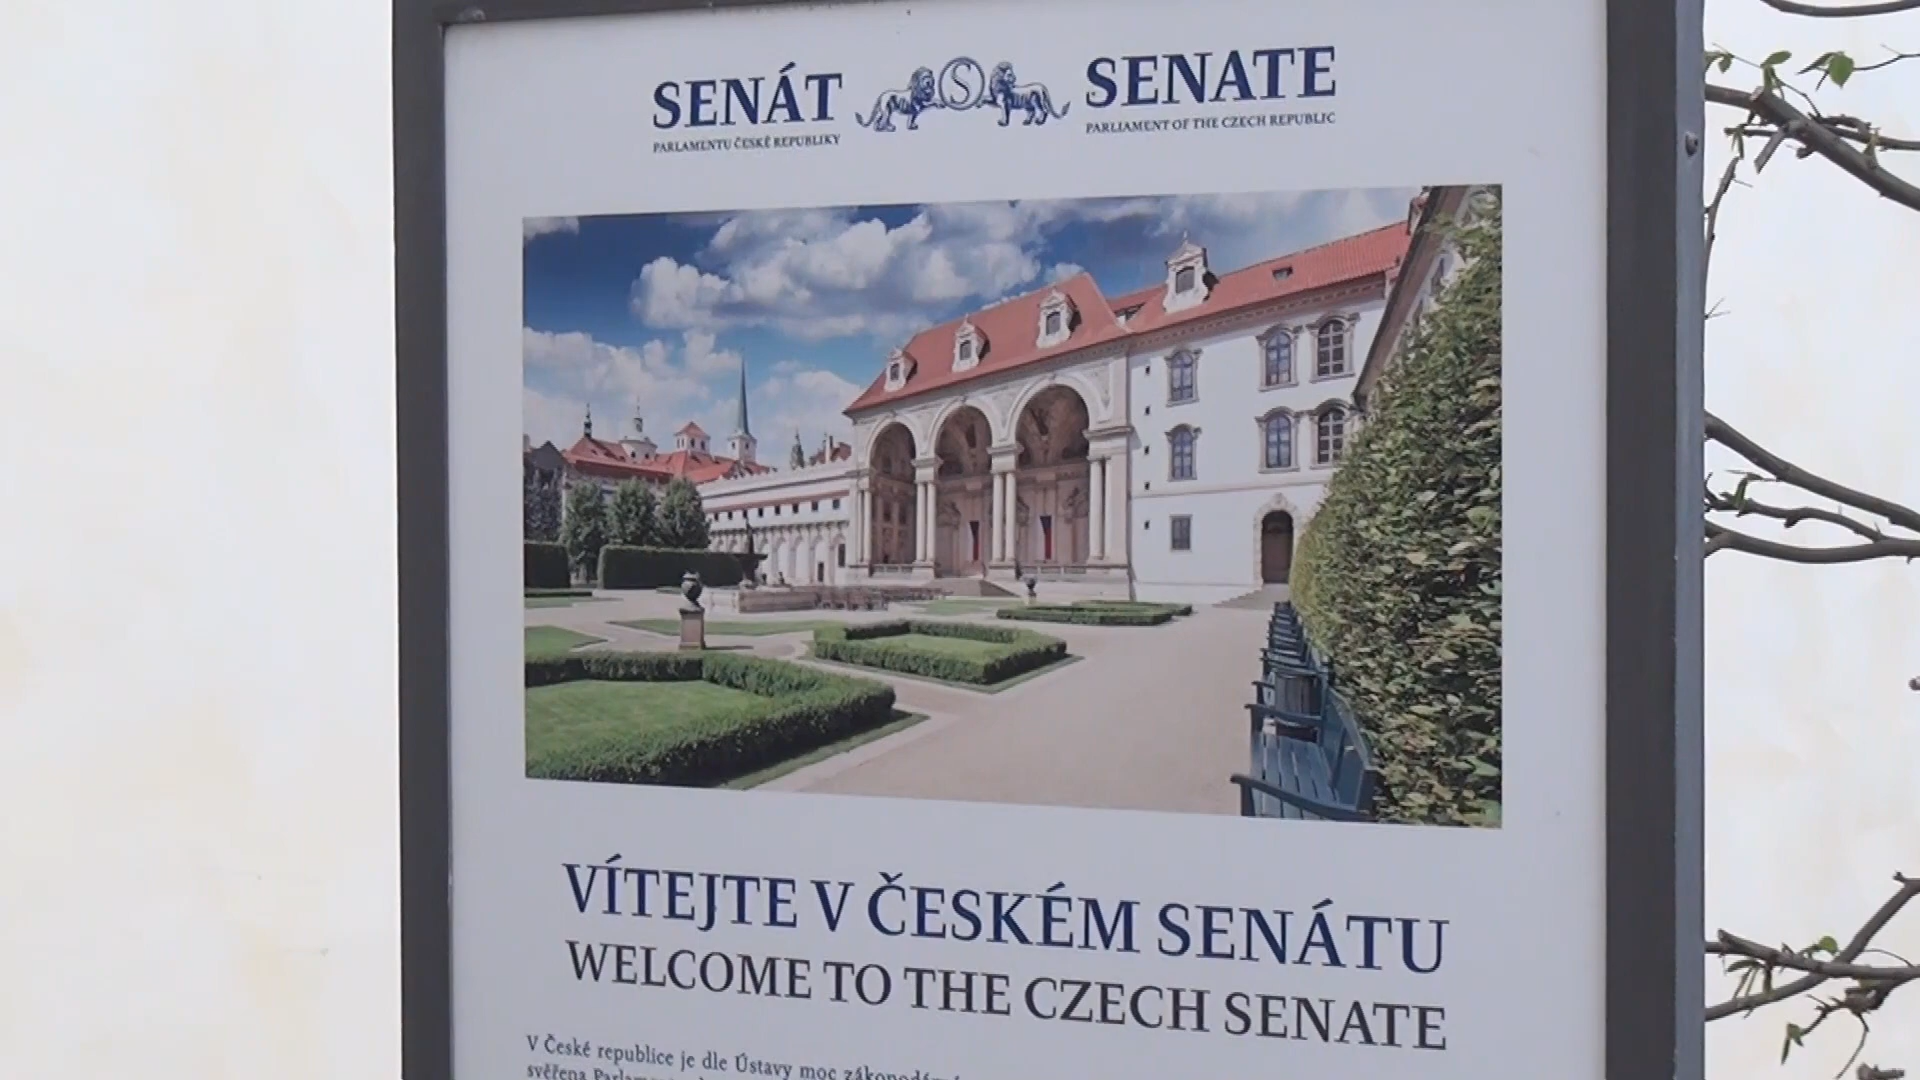 SENÁT S SENATE
PARLAMENTU ČESKÉ REPUBLIKY PARLIAMENT OF THE CZECH REPUBLIC
VÍTEJTE V ČESKÉM SENÁTU
WELCOME TO THE CZECH SENATE
V České republice je dle Ústavy moc
svěřena